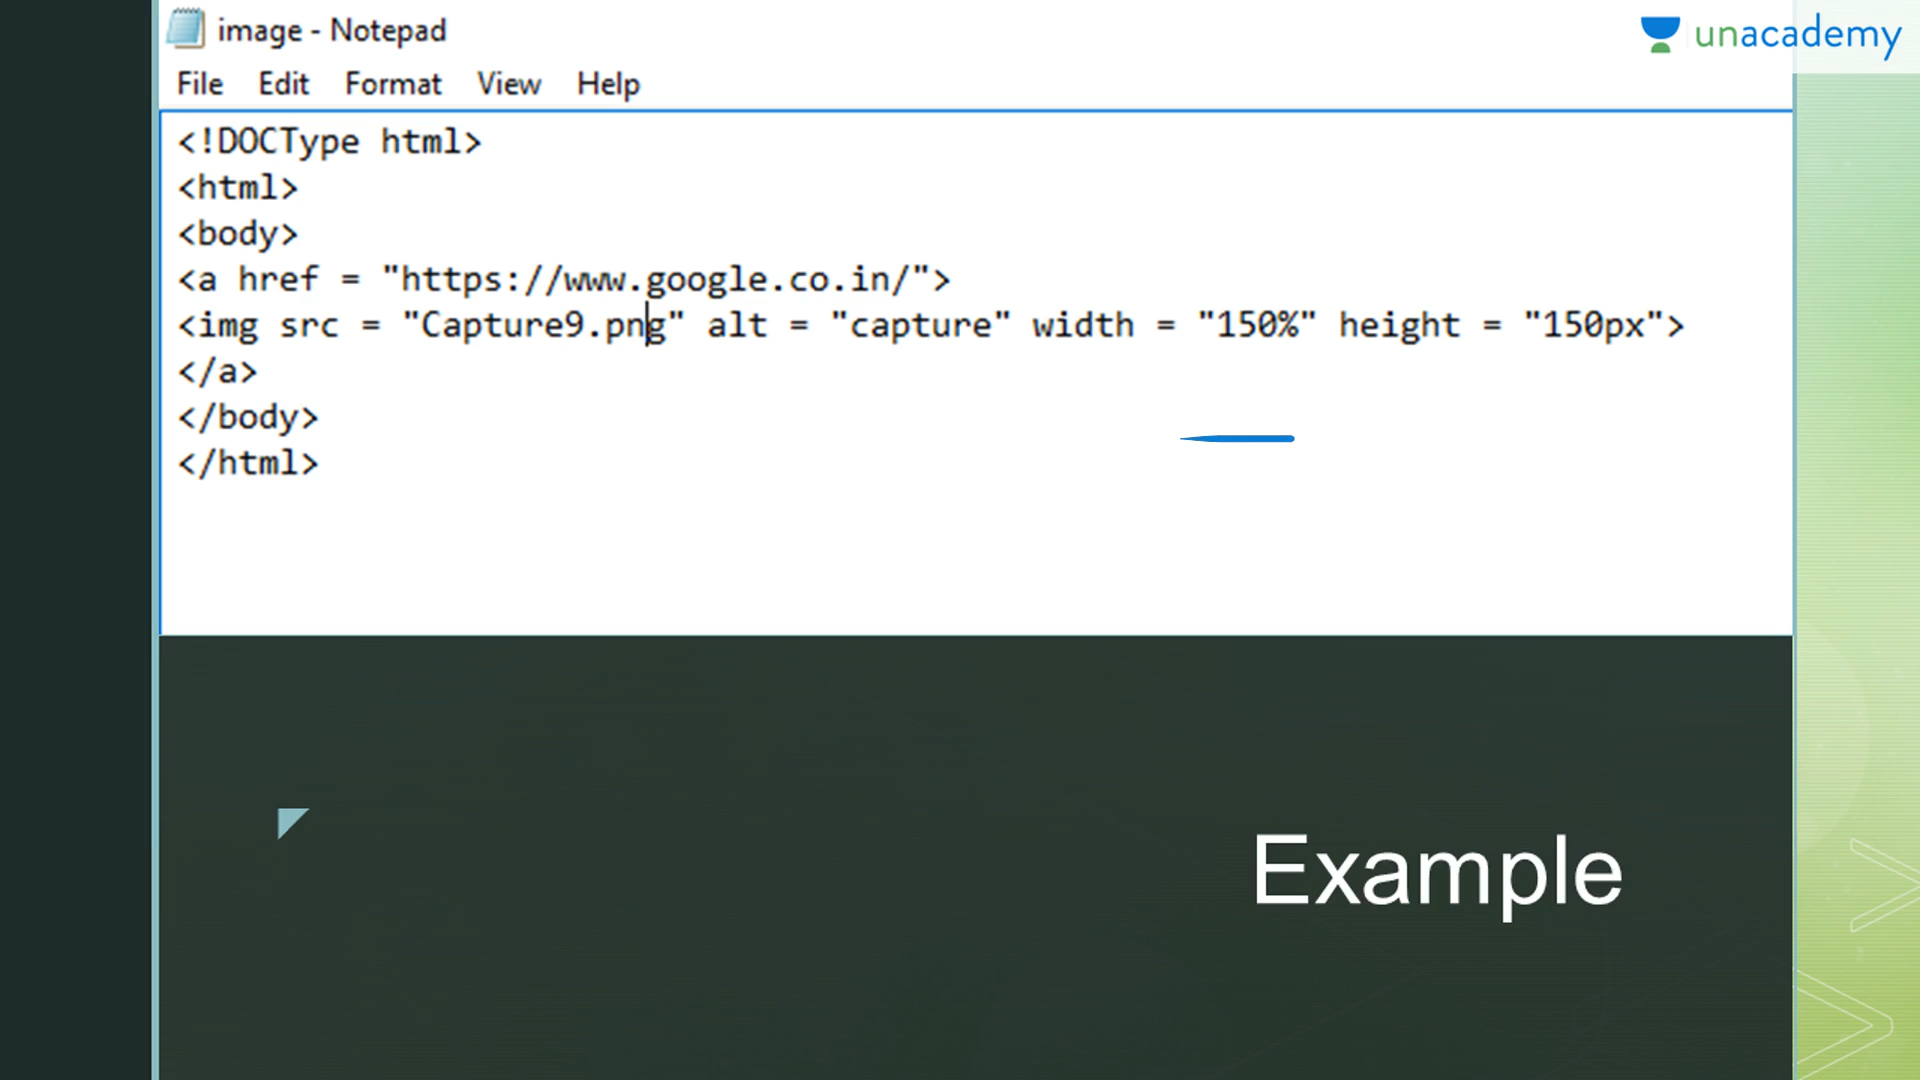 image - Notepad
unacademy
File Edit Format View Help
<!DOCType html>
<html>
<body>
<a href = "https://www.google.co.in/">
<img src = "Capture9.png" alt = "capture" width = "150%" height = "150px">
</a>
</body>
</html>
Example